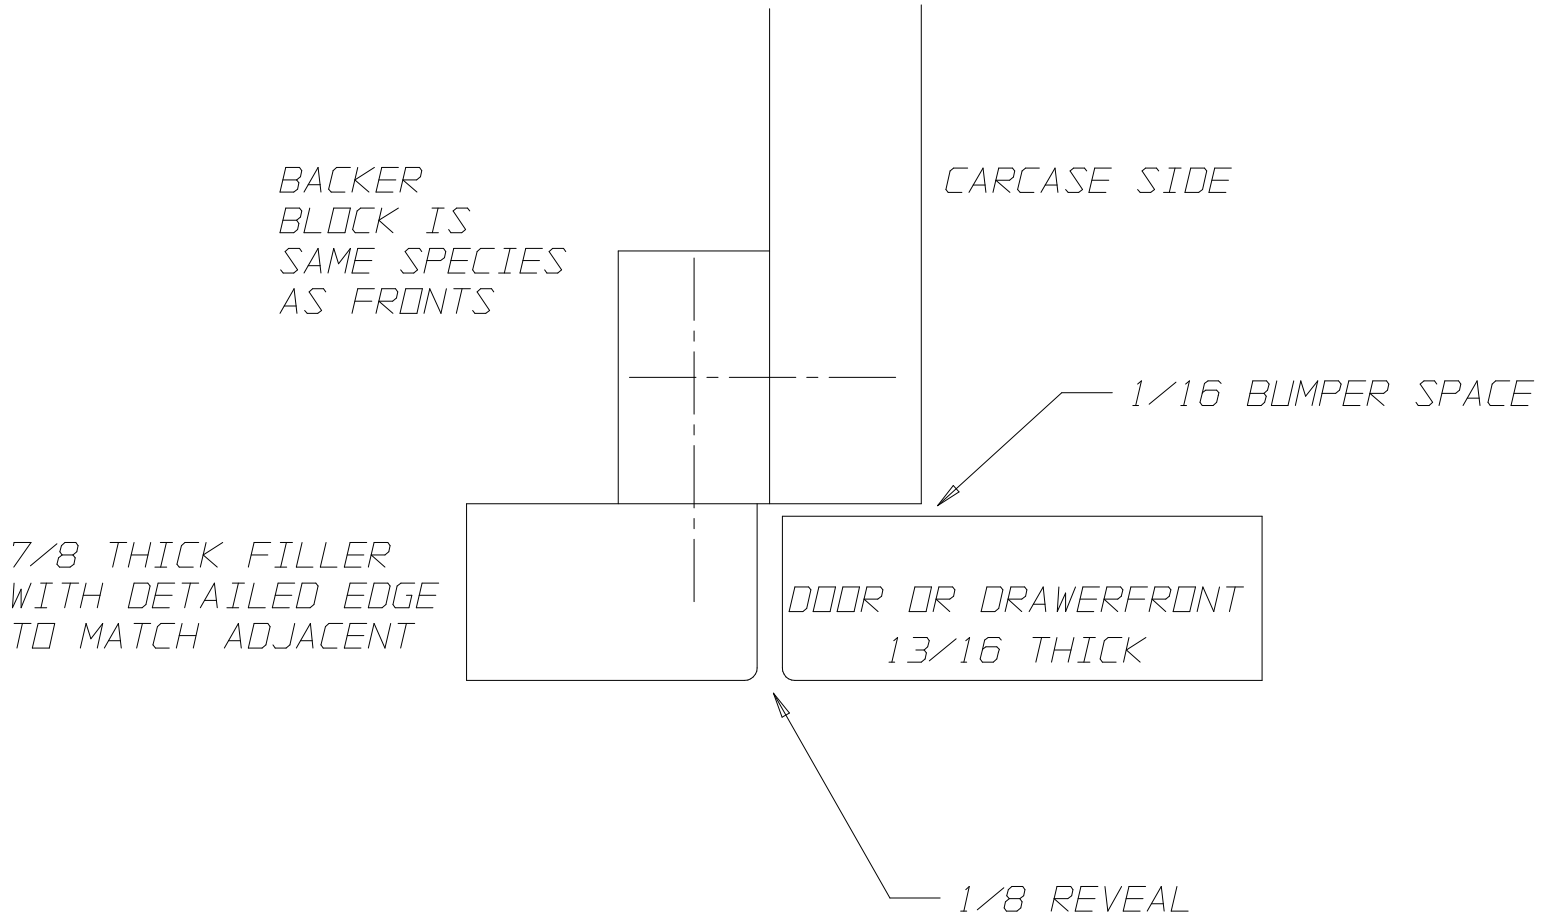 BACKER
BLOCK IS
SAME SPECIES
AS FRONTS
CARCASE SIDE
1/16 BUMPER SPACE
7/8 THICK FILLER
WITH DETAILED EDGE
TO MATCH ADJACENT
DOOR OR DRAWERFRONT
13/16 THICK
1/8 REVEAL